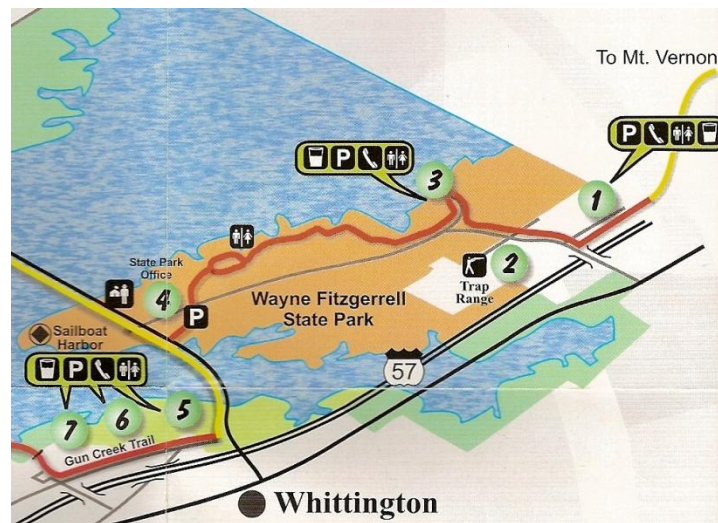 To Mt. Vernon
P
1
P
3
State Park
Office
4
P
2
Trap
Range
Wayne Fitzgerrell
State Park
Sailboat
Harbor
57
P
7
6
5
Gun Creek Trail
Whittington